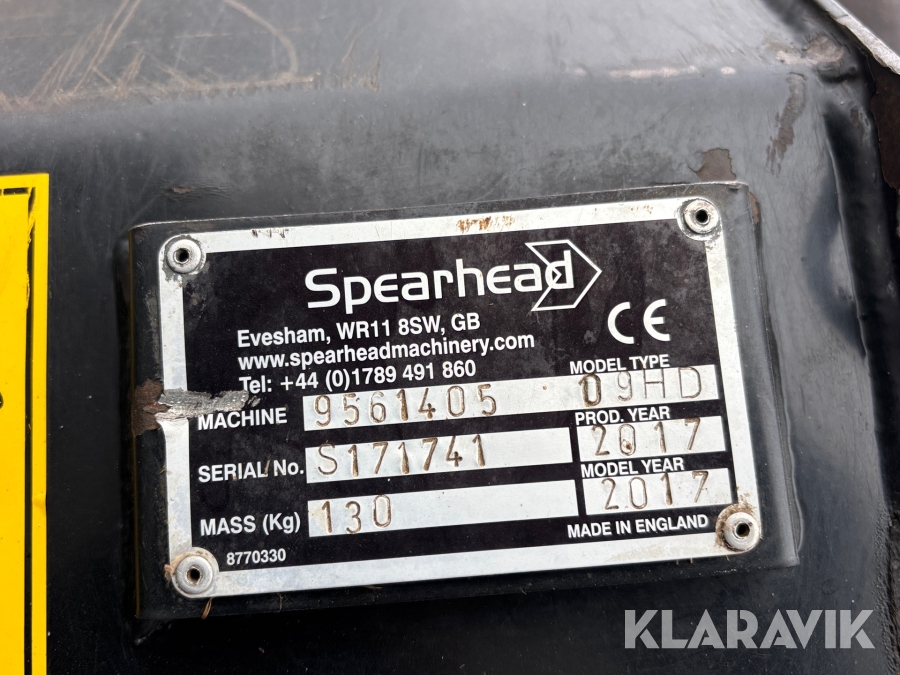 Spearhead
Evesham, WR11 8SW, GB
www.spearheadmachinery.com
Tel: +44 (0)1789 491 860
CE
MODEL TYPE
MACHINE 9561405 09HD
PROD. YEAR
SERIAL No. S171741 2017
MODEL YEAR
MASS (Kg) 130 2017
8770330 MADE IN ENGLAND
KLARAVIK